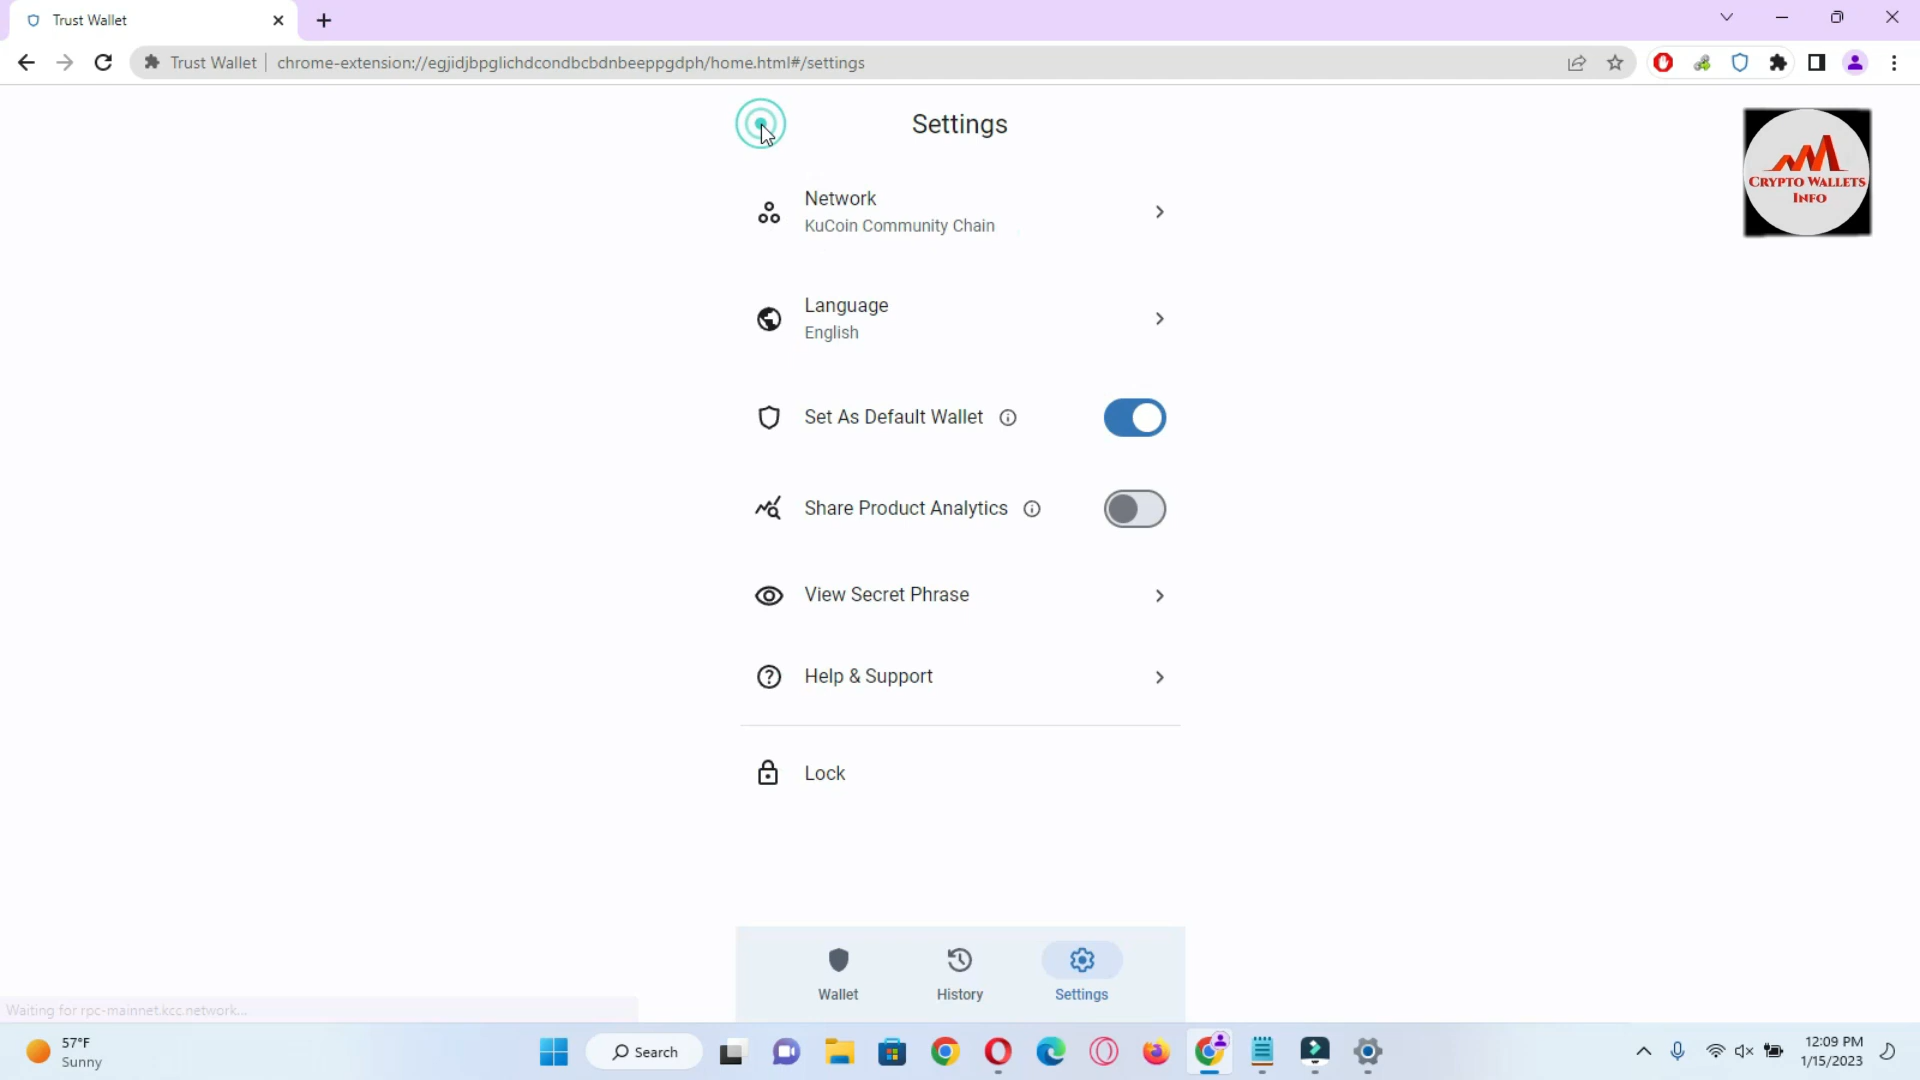 Trust Wallet
Trust Wallet chrome-extension://egjidjbpglichdcondbcbdnbeeppgdph/home.html#/settings
Settings
CRYPTO WALLETS
INFO
Network
KuCoin Community Chain
Language
English
Set As Default Wallet
Share Product Analytics
View Secret Phrase
Help & Support
Lock
Wallet
History
Settings
Waiting for rpc-mainnet.kcc.network...
57°F
Sunny
Search
12:09 PM
1/15/2023